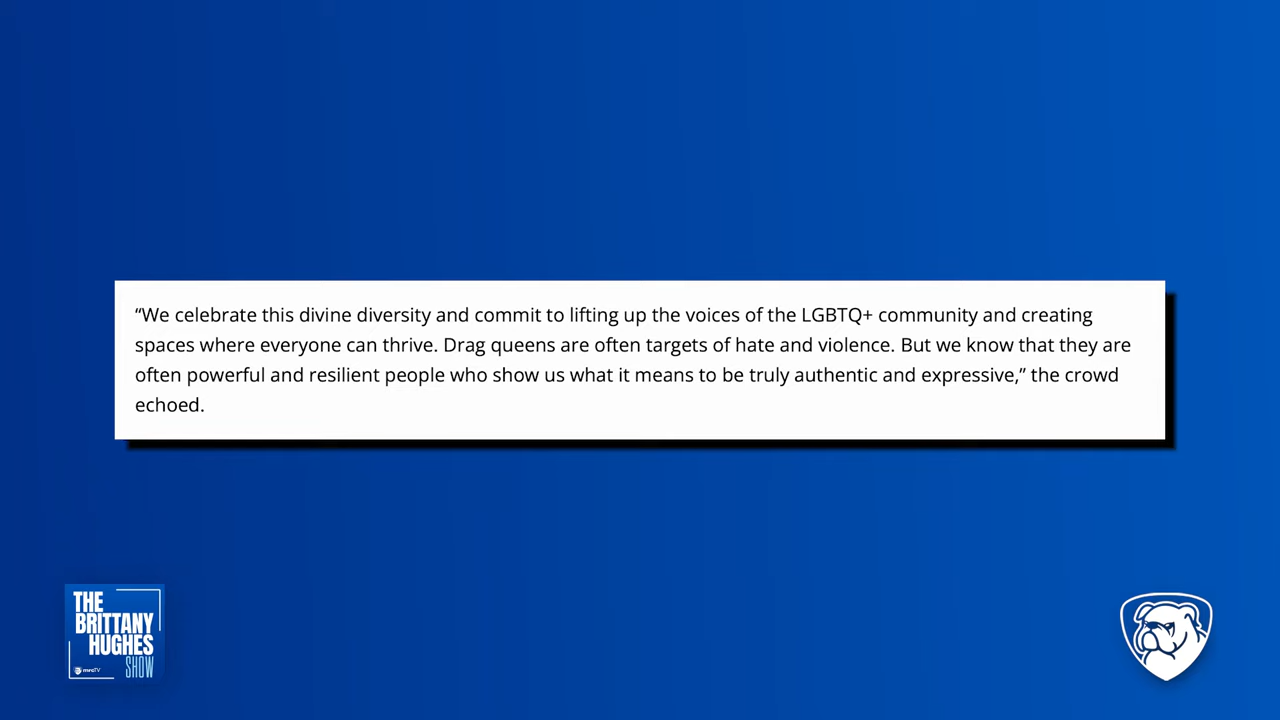 “We celebrate this divine diversity and commit to lifting up the voices of the LGBTQ+ community and creating
spaces where everyone can thrive. Drag queens are often targets of hate and violence. But we know that they are
often powerful and resilient people who show us what it means to be truly authentic and expressive,” the crowd
echoed.
THE
BRITTANY
HUGHES
SHOW
mrcTV